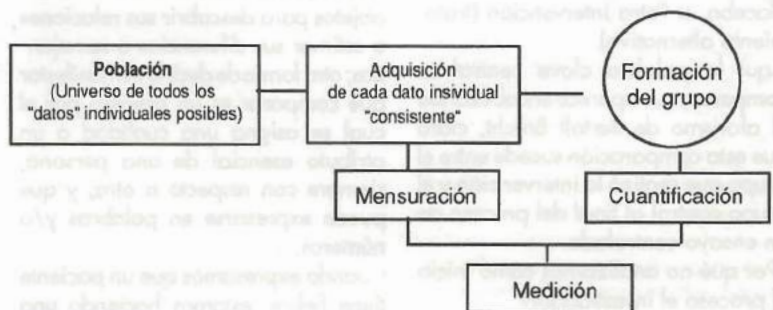 Población
(Universo de todos los
"datos" individuales posibles)
Adquisición
de cada dato insividual
"consistente"
Formación
del grupo
Mensuración
Cuantificación
Medición